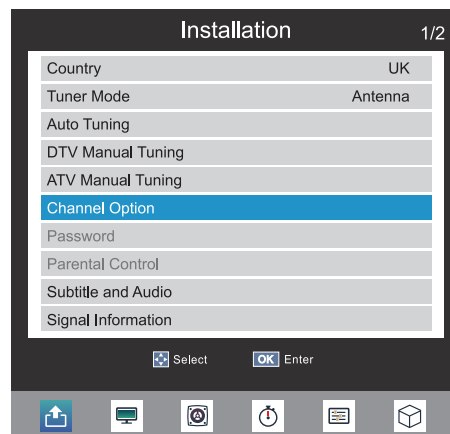 Installation 1/2
Country UK
Tuner Mode Antenna
Auto Tuning
DTV Manual Tuning
ATV Manual Tuning
Channel Option
Password
Parental Control
Subtitle and Audio
Signal Information
Select OK Enter